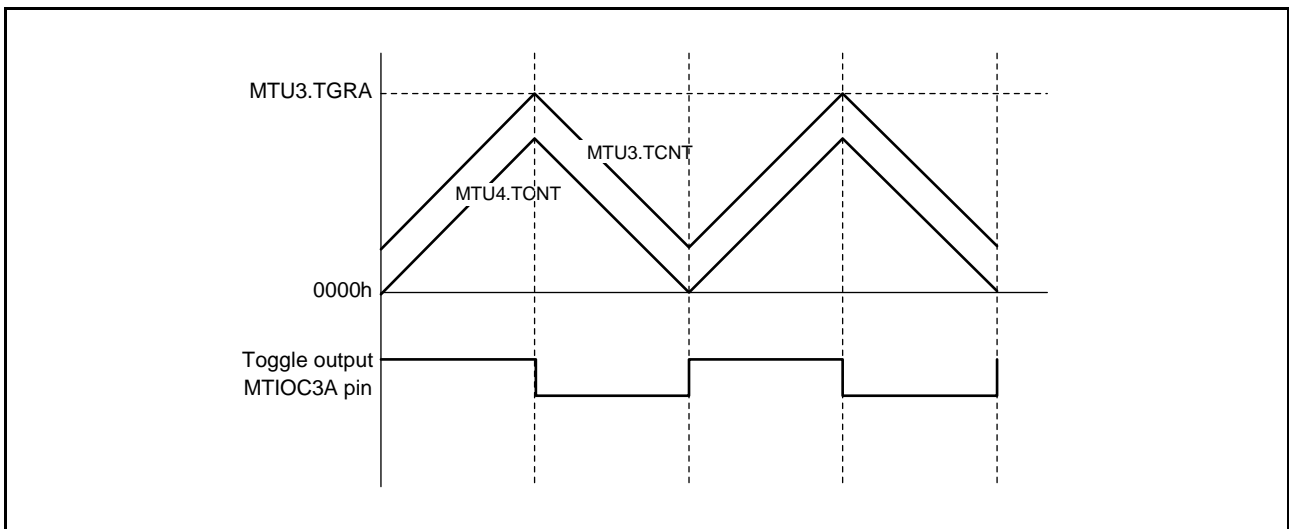 MTU3.TGRA
MTU3.TCNT
MTU4.TCNT
0000h
Toggle output
MTIOC3A pin